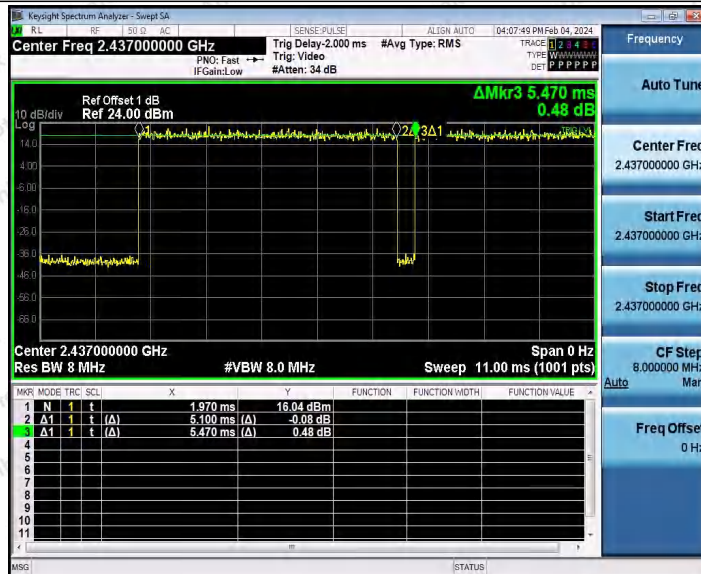 Keysight Spectrum Analyzer - Swept SA
RL RF 50 Ω AC SENSE:PULSE ALIGN AUTO 04:07:49 PM Feb 04, 2024
Center Freq 2.437000000 GHz
PNO: Fast
IFGain:Low
Trig Delay-2.000 ms
Trig: Video
#Atten: 34 dB
#Avg Type: RMS
TRACE 1 2 3 4 5 6
TYPE WWWWWW
DET P P P P P P
Frequency
Auto Tune
Center Freq
2.437000000 GHz
Start Freq
2.437000000 GHz
Stop Freq
2.437000000 GHz
CF Step
8.000000 MHz
Auto Man
Freq Offset
0 Hz
ΔMkr3 5.470 ms
0.48 dB
Ref Offset 1 dB
10 dB/div Ref 24.00 dBm
Log
1 2Δ 3Δ1
14.0
4.00
-6.00
-16.0
-26.0
-36.0
-46.0
-56.0
-66.0
Center 2.437000000 GHz Span 0 Hz
Res BW 8 MHz #VBW 8.0 MHz Sweep 11.00 ms (1001 pts)
MKR MODE TRC SCL X Y FUNCTION FUNCTION WIDTH FUNCTION VALUE
1 N 1 t 1.970 ms 16.04 dBm
2 Δ1 1 t (Δ) 5.100 ms (Δ) -0.08 dB
3 Δ1 1 t (Δ) 5.470 ms (Δ) 0.48 dB
4
5
6
7
8
9
10
11
MSG STATUS